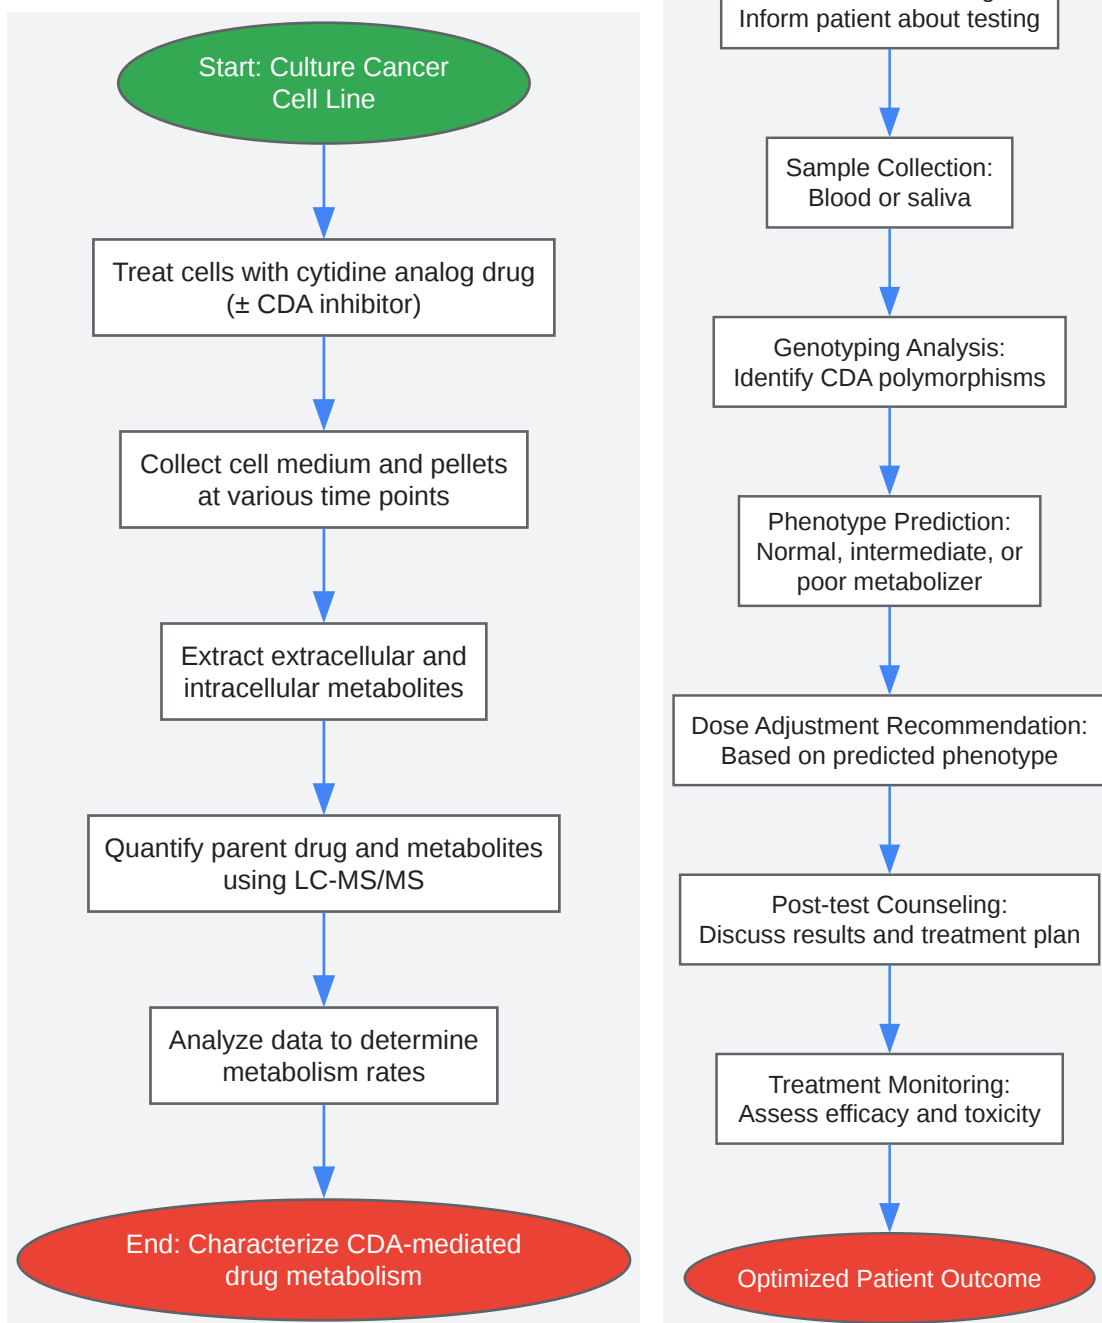 Start: Culture Cancer
Cell Line
Treat cells with cytidine analog drug
(± CDA inhibitor)
Collect cell medium and pellets
at various time points
Extract extracellular and
intracellular metabolites
Quantify parent drug and metabolites
using LC-MS/MS
Analyze data to determine
metabolism rates
End: Characterize CDA-mediated
drug metabolism
Inform patient about testing
Sample Collection:
Blood or saliva
Genotyping Analysis:
Identify CDA polymorphisms
Phenotype Prediction:
Normal, intermediate, or
poor metabolizer
Dose Adjustment Recommendation:
Based on predicted phenotype
Post-test Counseling:
Discuss results and treatment plan
Treatment Monitoring:
Assess efficacy and toxicity
Optimized Patient Outcome